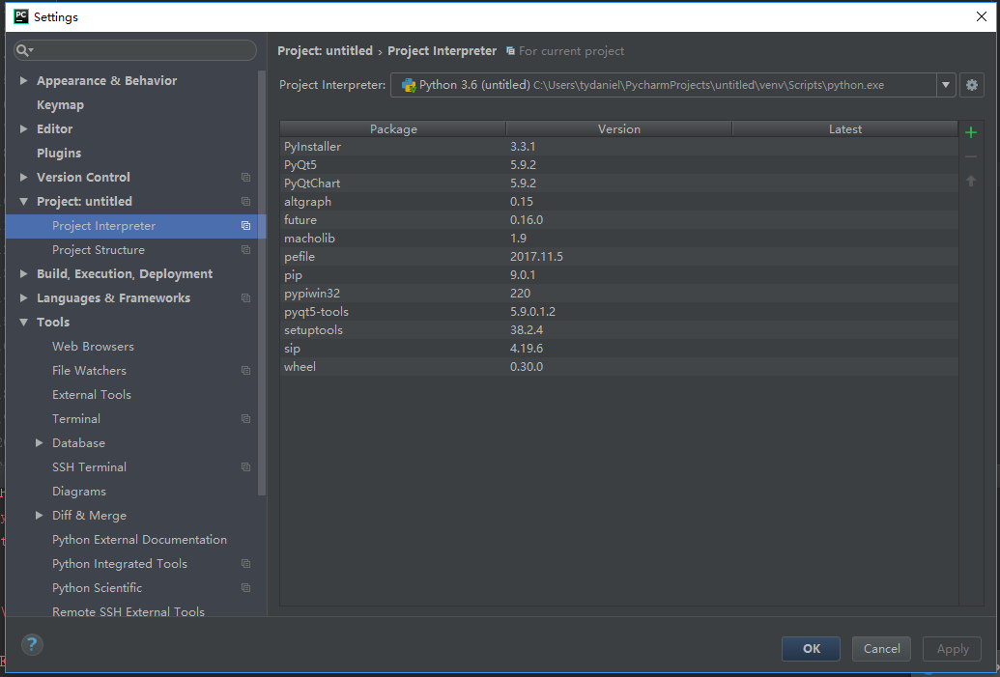 PC Settings
Project: untitled › Project Interpreter For current project
Project Interpreter: Python 3.6 (untitled) C:\Users\tydaniel\PycharmProjects\untitled\venv\Scripts\python.exe
Appearance & Behavior
Keymap
Editor
Plugins
Version Control
Project: untitled
Project Interpreter
Project Structure
Build, Execution, Deployment
Languages & Frameworks
Tools
Web Browsers
File Watchers
External Tools
Terminal
Database
SSH Terminal
Diagrams
Diff & Merge
Python External Documentation
Python Integrated Tools
Python Scientific
Remote SSH External Tools
Package Version Latest
PyInstaller 3.3.1
PyQt5 5.9.2
PyQtChart 5.9.2
altgraph 0.15
future 0.16.0
macholib 1.9
pefile 2017.11.5
pip 9.0.1
pypiwin32 220
pyqt5-tools 5.9.0.1.2
setuptools 38.2.4
sip 4.19.6
wheel 0.30.0
?
OK Cancel Apply